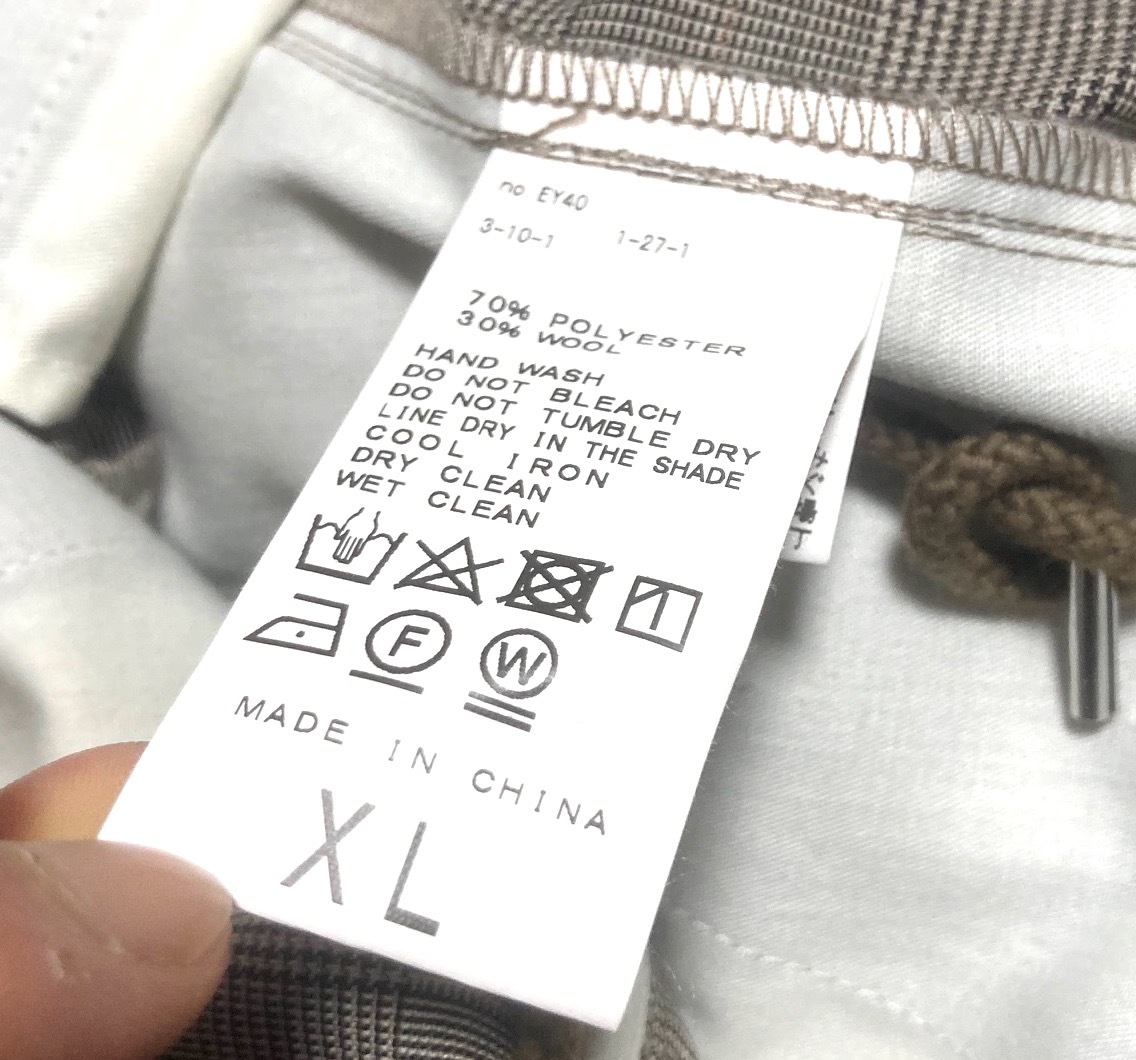 no EY40
3-10-1 1-27-1
70% POLYESTER
30% WOOL
HAND WASH
DO NOT BLEACH
DO NOT TUMBLE DRY
LINE DRY IN THE SHADE
COOL IRON
DRY CLEAN
WET CLEAN
F W
MADE IN CHINA
XL